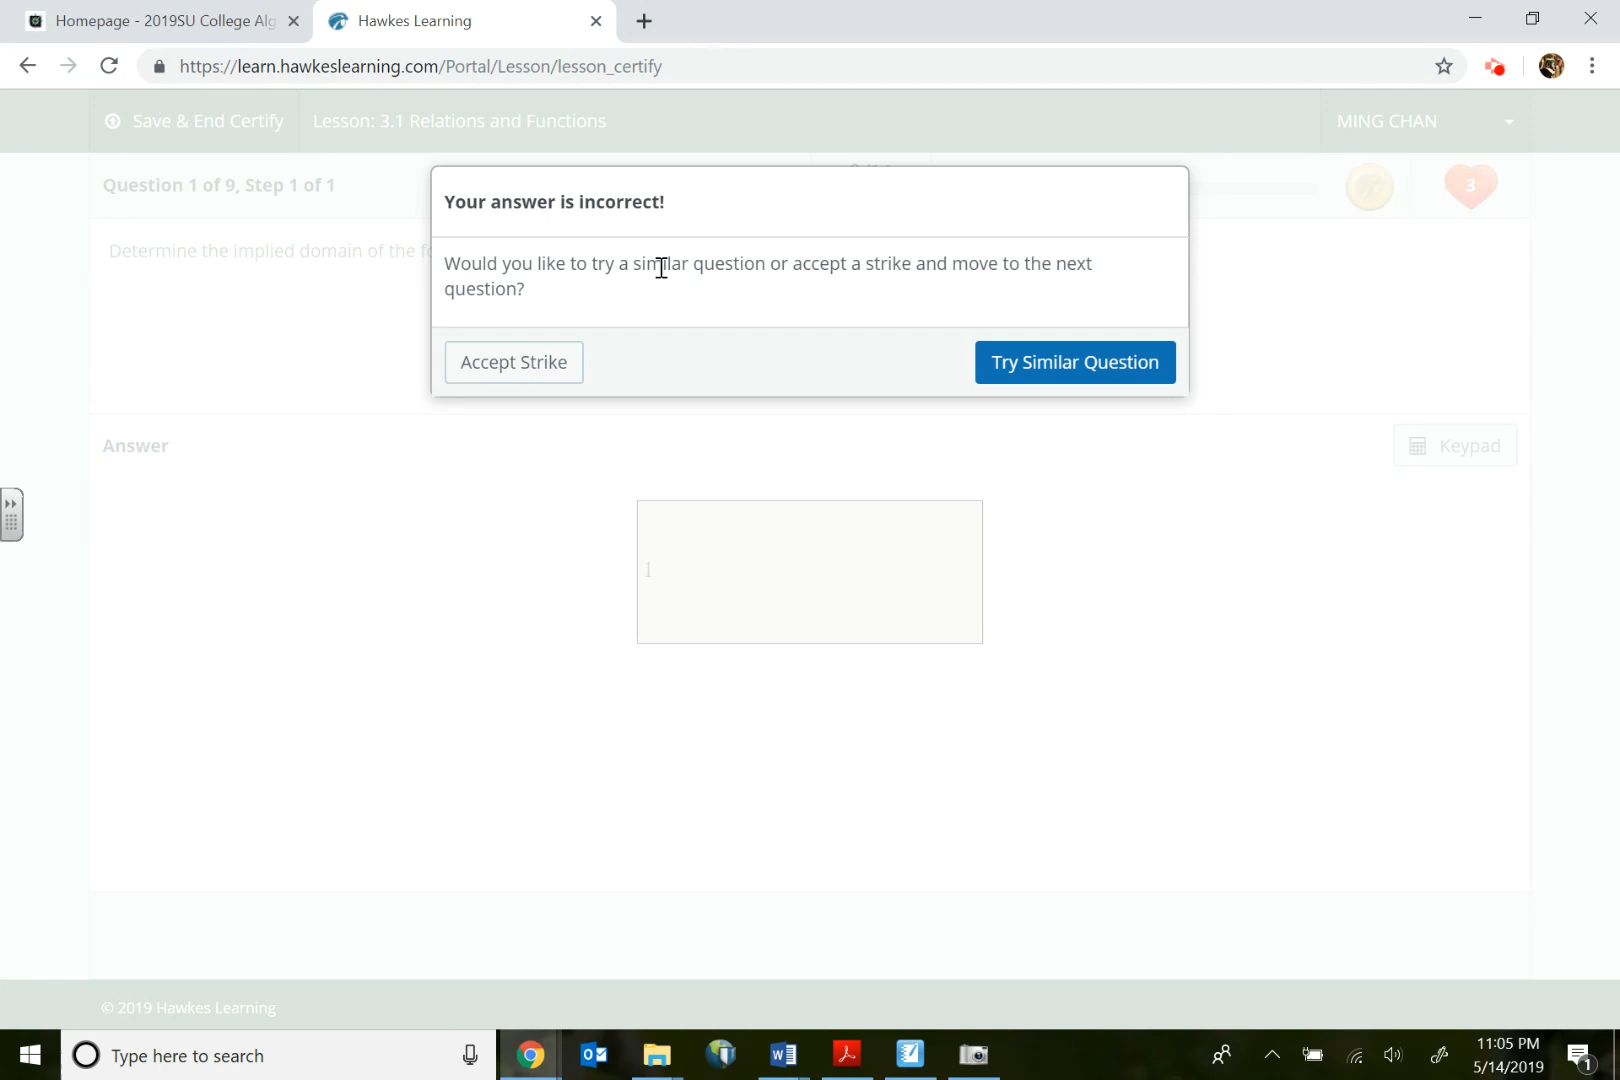 Homepage - 2019SU College Alg
Hawkes Learning
https://learn.hawkeslearning.com/Portal/Lesson/lesson_certify
Save & End Certify
Lesson: 3.1 Relations and Functions
MING CHAN
Question 1 of 9, Step 1 of 1
3
Your answer is incorrect!
Determine the implied domain of the fo
Would you like to try a similar question or accept a strike and move to the next
question?
Accept Strike
Try Similar Question
Answer
Keypad
1
© 2019 Hawkes Learning
Type here to search
11:05 PM
5/14/2019
1